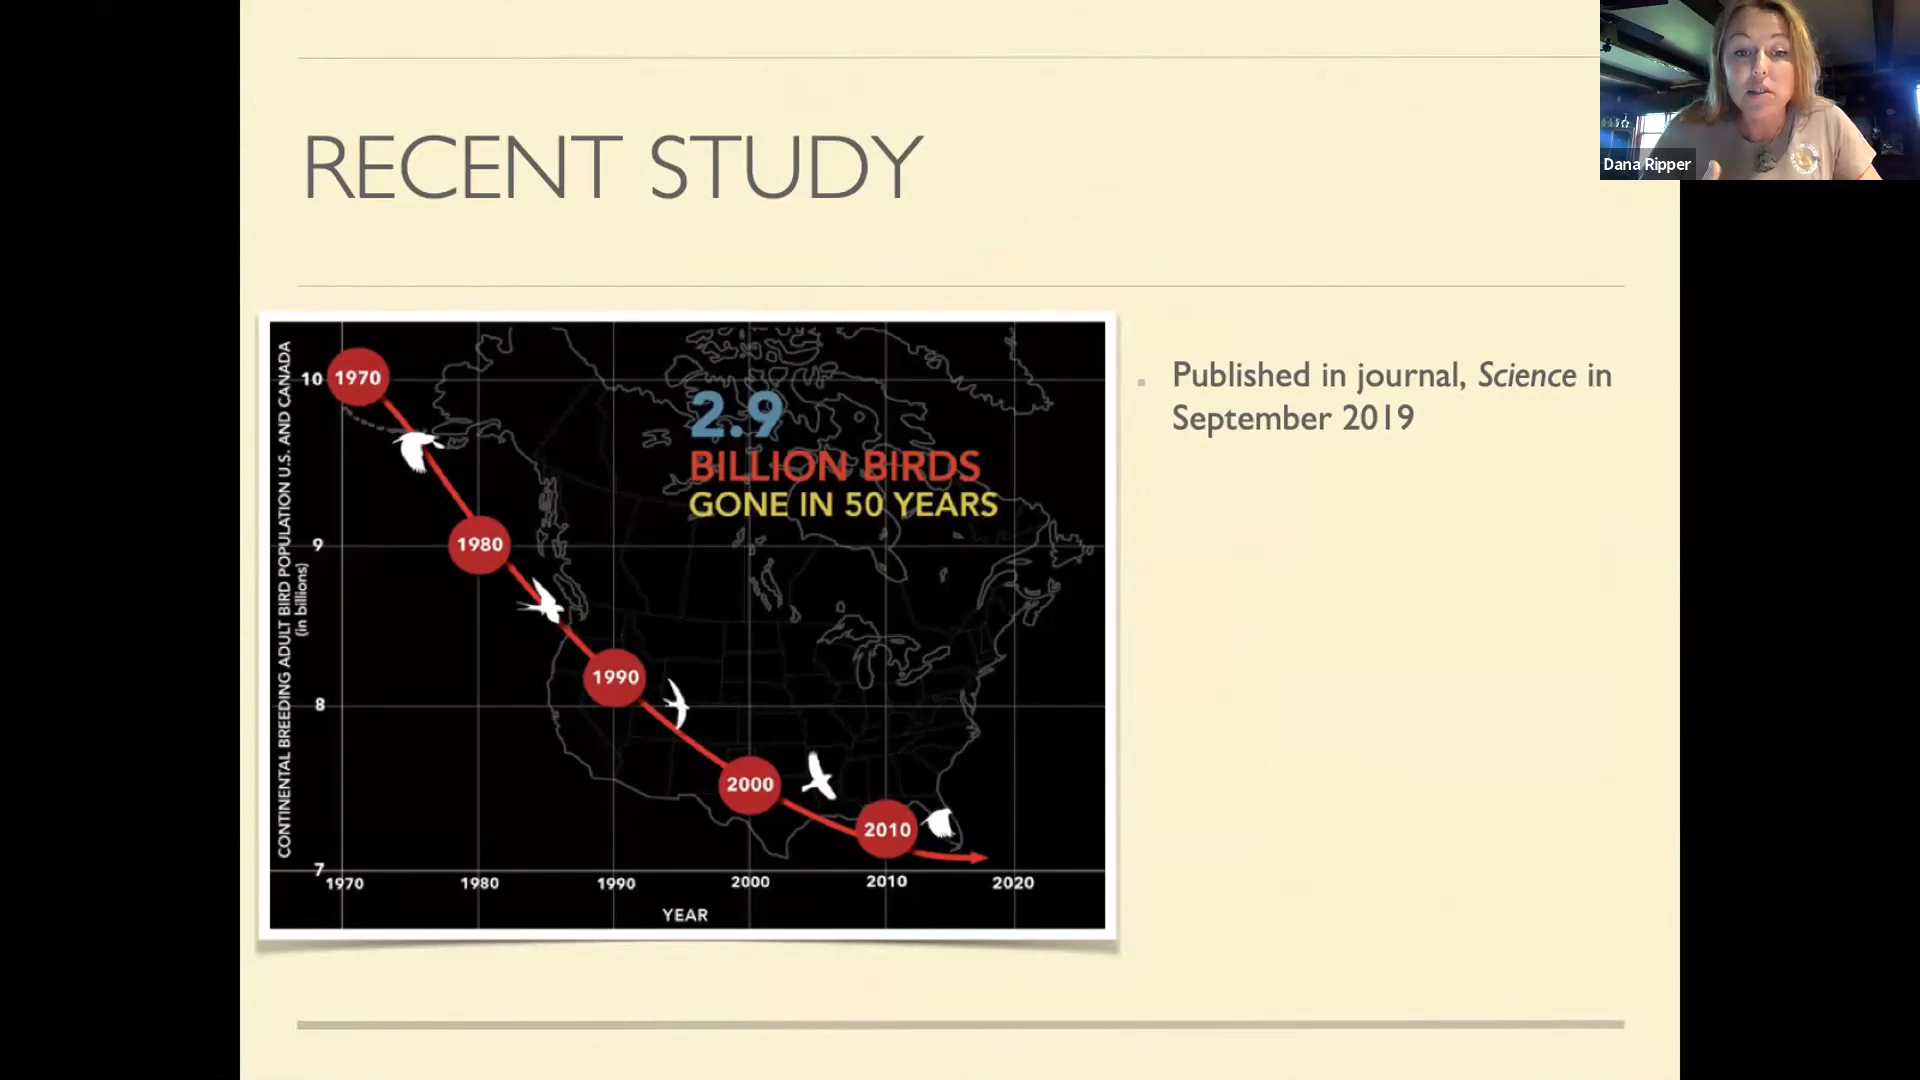 RECENT STUDY
Dana Ripper
CONTINENTAL BREEDING ADULT BIRD POPULATION U.S. AND CANADA
(in billions)
10
9
8
7
1970
1980
1990
2000
2010
2.9
BILLION BIRDS
GONE IN 50 YEARS
1970 1980 1990 2000 2010 2020
YEAR
Published in journal, Science in
September 2019